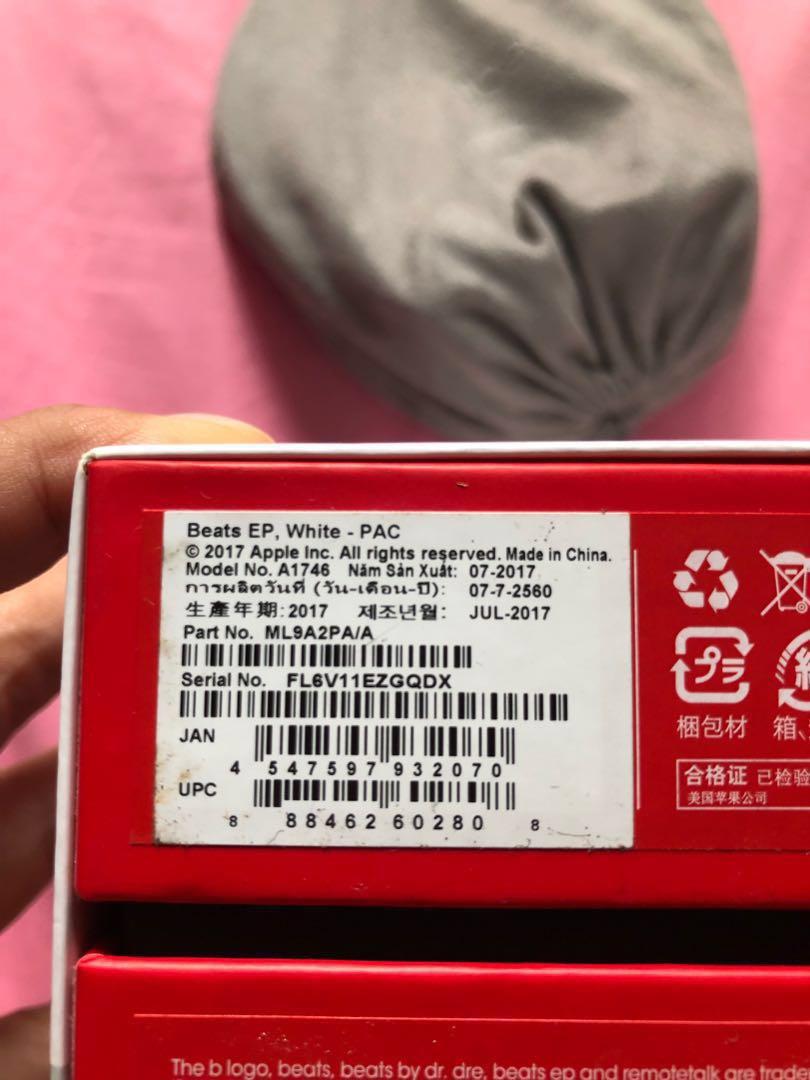 Beats EP, White - PAC
© 2017 Apple Inc. All rights reserved. Made in China.
Model No. A1746 Năm Sản Xuất: 07-2017
การผลิตวันที่ (วัน-เดือน-ปี): 07-7-2560
生產年期: 2017 제조년월: JUL-2017
Part No. ML9A2PA/A
Serial No. FL6V11EZGQDX
JAN
4 547597 932070
UPC
8 88462 60280 8
プラ
梱包材 箱、
合格证 已检验
美国苹果公司
The b logo, beats, beats by dr. dre, beats ep and remotetalk are trade